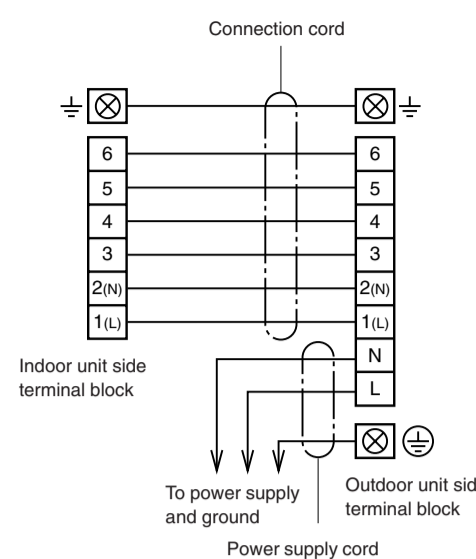 Connection cord
6 6
5 5
4 4
3 3
2(N) 2(N)
1(L) 1(L)
N
L
Indoor unit side
terminal block
To power supply
and ground
Outdoor unit sid
terminal block
Power supply cord